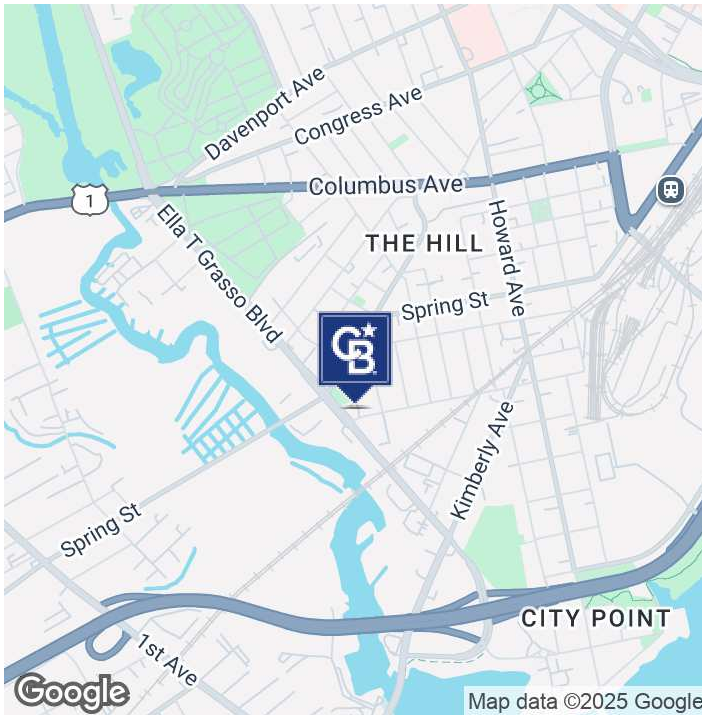 Davenport Ave
Congress Ave
1
Columbus Ave
Ella T Grasso Blvd
THE HILL
Howard Ave
Spring St
CB
Kimberly Ave
Spring St
1st Ave
CITY POINT
Google
Map data ©2025 Google